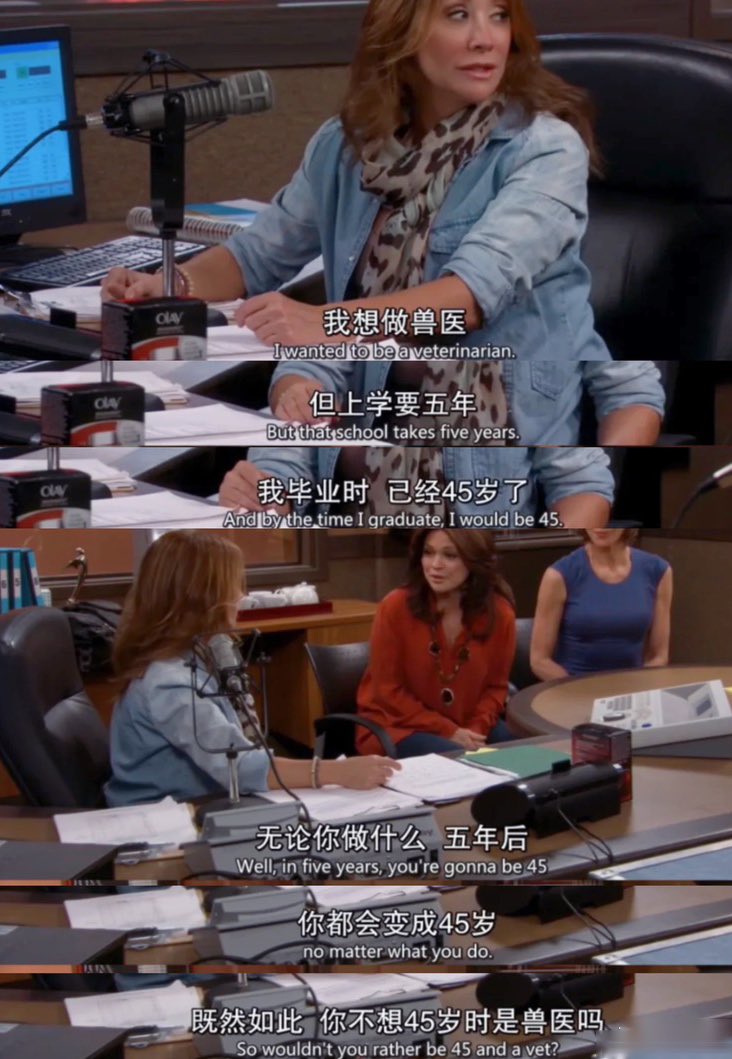 OLAY
我想做兽医
I wanted to be a veterinarian.
OLAY
但上学要五年
But that school takes five years.
OLAY
我毕业时 已经45岁了
And by the time I graduate, I would be 45.
无论你做什么 五年后
Well, in five years, you're gonna be 45
你都会变成45岁
no matter what you do.
既然如此 你不想45岁时是兽医吗
So wouldn't you rather be 45 and a vet?